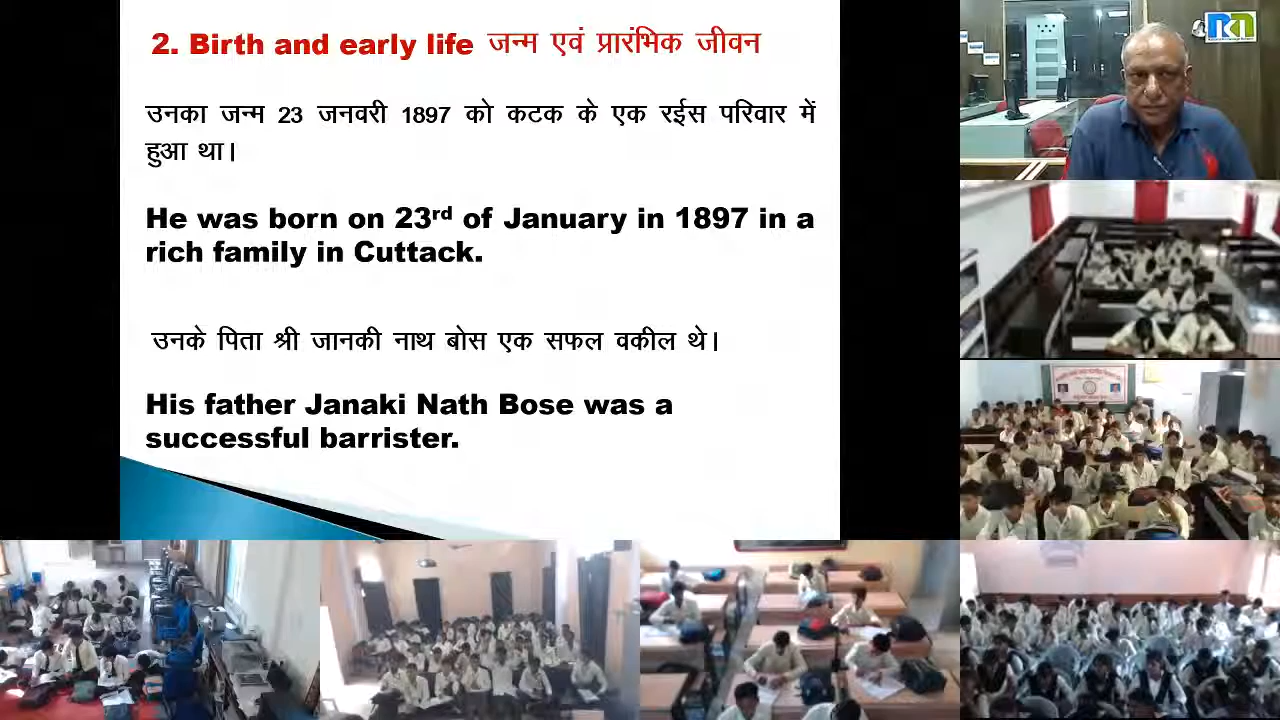 2. Birth and early life जन्म एवं प्रारंभिक जीवन
उनका जन्म 23 जनवरी 1897 को कटक के एक रईस परिवार में
हुआ था।
He was born on 23rd of January in 1897 in a
rich family in Cuttack.
उनके पिता श्री जानकी नाथ बोस एक सफल वकील थे।
His father Janaki Nath Bose was a
successful barrister.